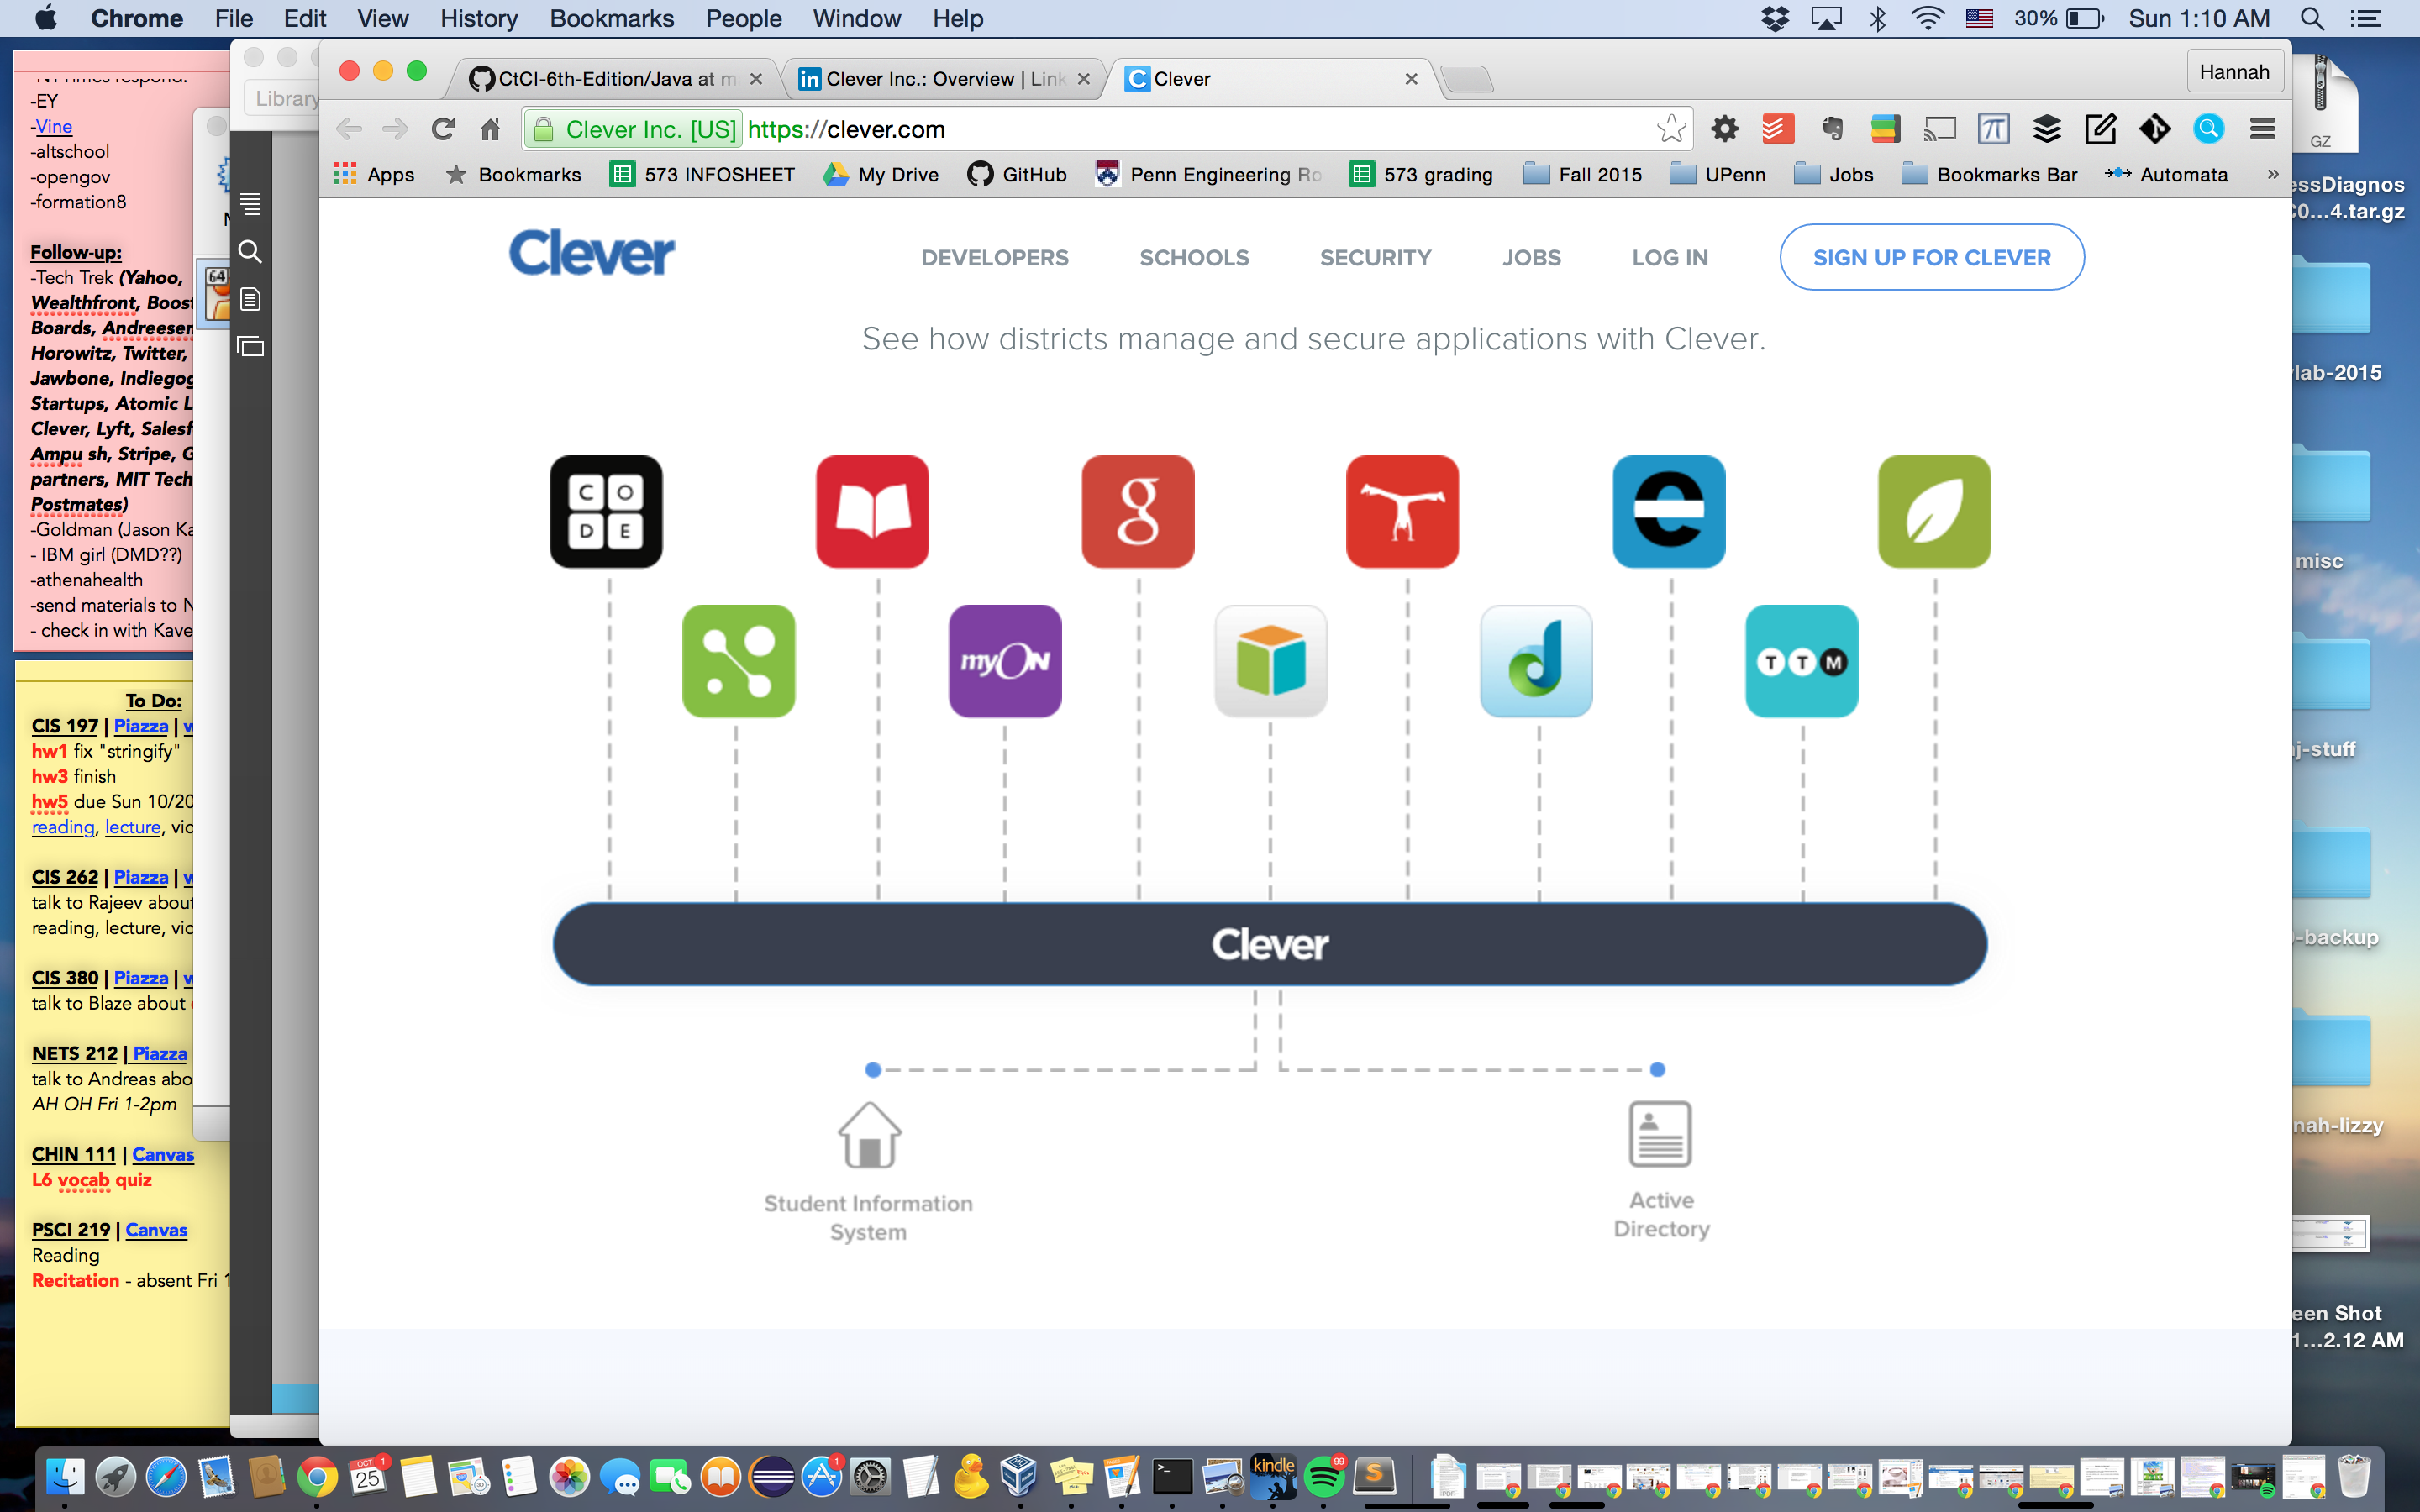 Chrome File Edit View History Bookmarks People Window Help 30% Sun 1:10 AM
-EY
-Vine
-altschool
-opengov
-formation8
Follow-up:
-Tech Trek (Yahoo,
Wealthfront, Boost
Boards, Andreesen
Horowitz, Twitter,
Jawbone, Indiegog
Startups, Atomic L
Clever, Lyft, Salesf
Ampu sh, Stripe, G
partners, MIT Tech
Postmates)
-Goldman (Jason Ka
- IBM girl (DMD??)
-athenahealth
-send materials to N
- check in with Kave
To Do:
CIS 197 | Piazza | w
hw1 fix "stringify"
hw3 finish
hw5 due Sun 10/20
reading, lecture, vid
CIS 262 | Piazza | w
talk to Rajeev about
reading, lecture, vid
CIS 380 | Piazza | w
talk to Blaze about
NETS 212 | Piazza
talk to Andreas abo
AH OH Fri 1-2pm
CHIN 111 | Canvas
L6 vocab quiz
PSCI 219 | Canvas
Reading
Recitation - absent Fri 1
Library
64
CtCI-6th-Edition/Java at m
Clever Inc.: Overview | Link
Clever
Hannah
Clever Inc. [US] https://clever.com
Apps Bookmarks 573 INFOSHEET My Drive GitHub Penn Engineering Ro 573 grading Fall 2015 UPenn Jobs Bookmarks Bar Automata »
Clever DEVELOPERS SCHOOLS SECURITY JOBS LOG IN SIGN UP FOR CLEVER
See how districts manage and secure applications with Clever.
C O
D E
g
myON
TTM
Clever
Student Information
System
Active
Directory
GZ
essDiagnos
C0...4.tar.gz
lab-2015
misc
j-stuff
-backup
nah-lizzy
een Shot
1...2.12 AM
OCT
25
1
1
kindle
99
S
PDF